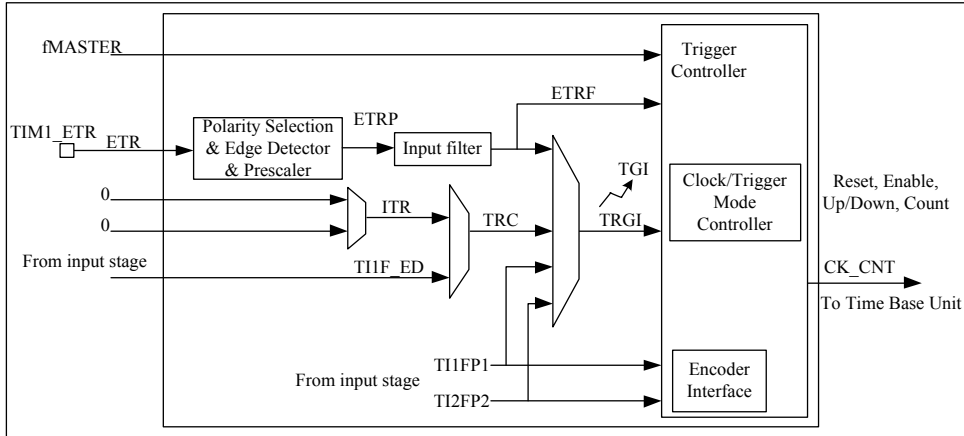 fMASTER
Trigger
Controller
ETRF
TIM1_ETR
ETR
Polarity Selection
& Edge Detector
& Prescaler
ETRP
Input filter
TGI
Clock/Trigger
Mode
Controller
Reset, Enable,
Up/Down, Count
0
ITR
0
TRC
TRGI
From input stage
TI1F_ED
CK_CNT
To Time Base Unit
From input stage
TI1FP1
TI2FP2
Encoder
Interface